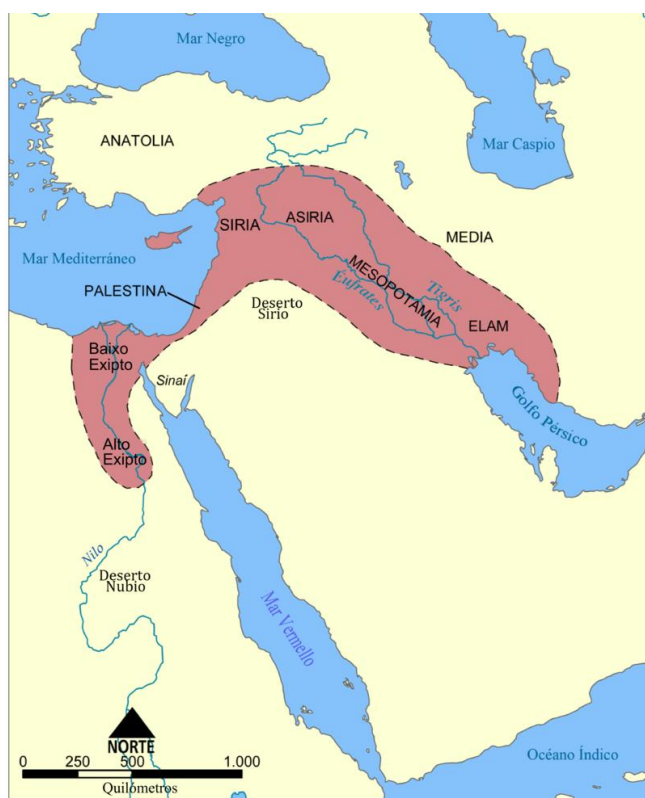 Mar Negro
Mar Caspio
ANATOLIA
SIRIA
ASIRIA
MEDIA
Mar Mediterráneo
MESOPOTAMIA
Tigris
Éufrates
PALESTINA
Deserto
Sirio
ELAM
Baixo
Exipto
Sinaí
Golfo Pérsico
Alto
Exipto
Nilo
Deserto
Nubio
Mar Vermello
NORTE
0 250 500 1.000
Quilómetros
Océano Índico